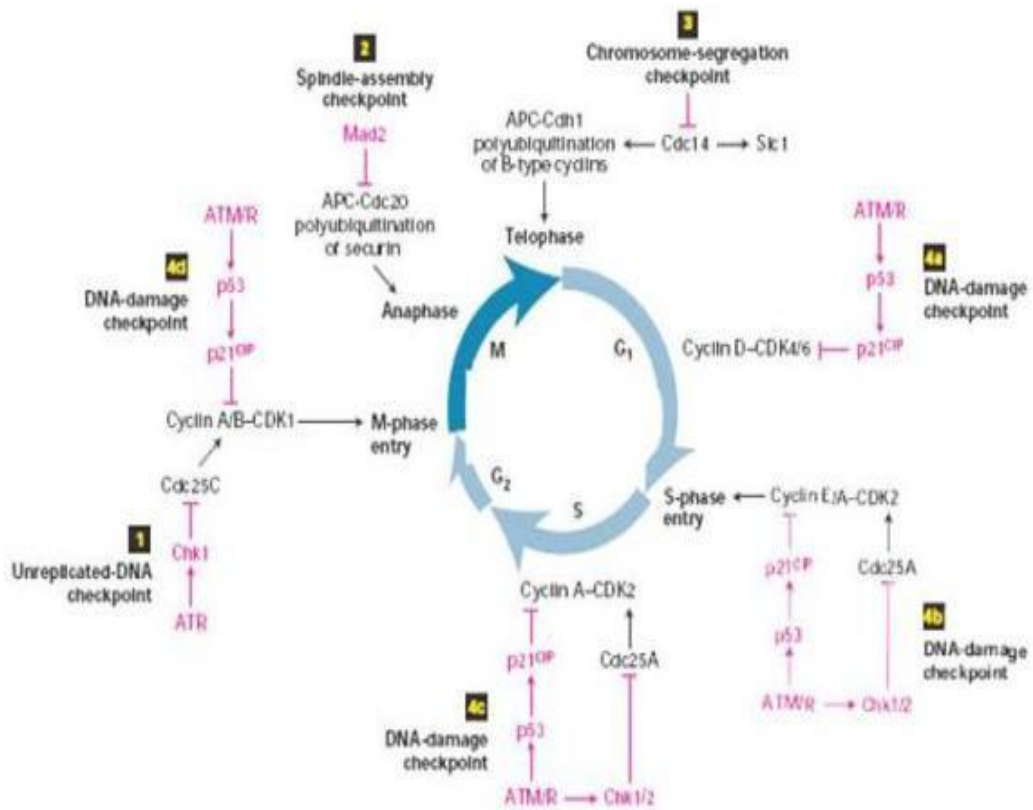 3
Chromosome-segregation
checkpoint
2
Spindle-assembly
checkpoint
Mad2
APC-Cdh1
polyubiquitination
of B-type cyclins
Cdc14
Sic1
APC-Cdc20
polyubiquitination
of securin
Telophase
Anaphase
ATM/R
4d
DNA-damage
checkpoint
p53
p21CIP
Cyclin A/B–CDK1
M-phase
entry
ATM/R
4a
p53
DNA-damage
checkpoint
Cyclin D–CDK4/6
p21CIP
M
G1
G2
S
Cdc25C
1
Chk1
Unreplicated-DNA
checkpoint
ATR
S-phase
entry
Cyclin E/A–CDK2
p21CIP
Cdc25A
4b
p53
DNA-damage
checkpoint
ATM/R
Chk1/2
Cyclin A–CDK2
p21CIP
Cdc25A
4c
DNA-damage
checkpoint
p53
ATM/R
Chk1/2